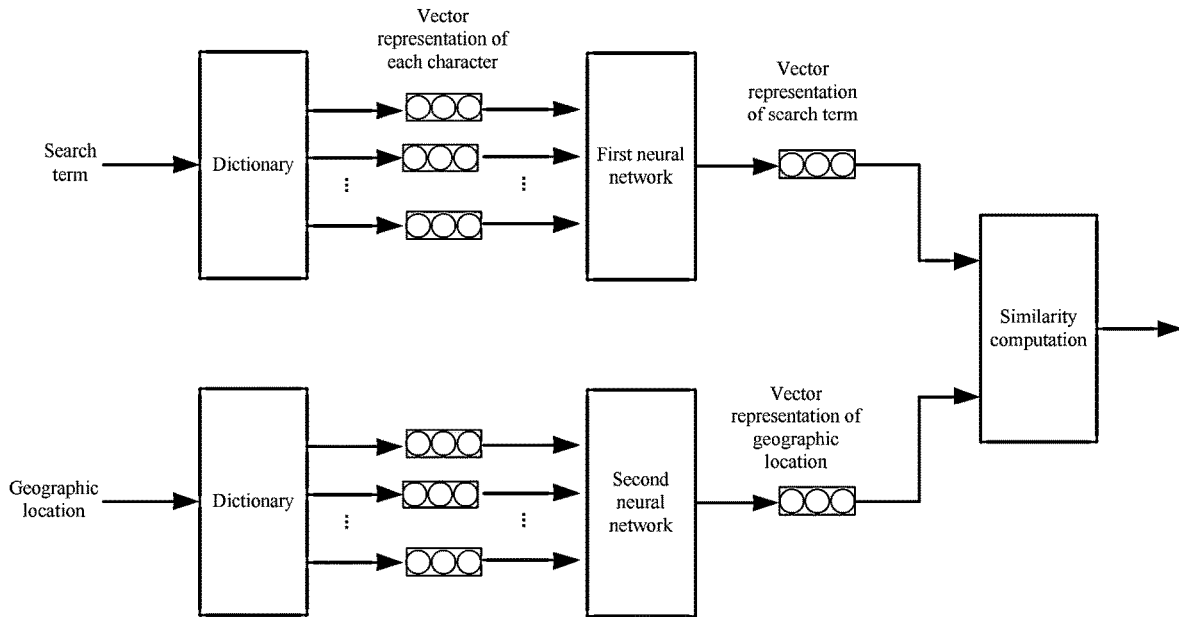 Vector
representation of
each character
Search
term
Dictionary
...
...
First neural
network
Vector
representation
of search term
Similarity
computation
Geographic
location
Dictionary
...
...
Second
neural
network
Vector
representation of
geographic
location